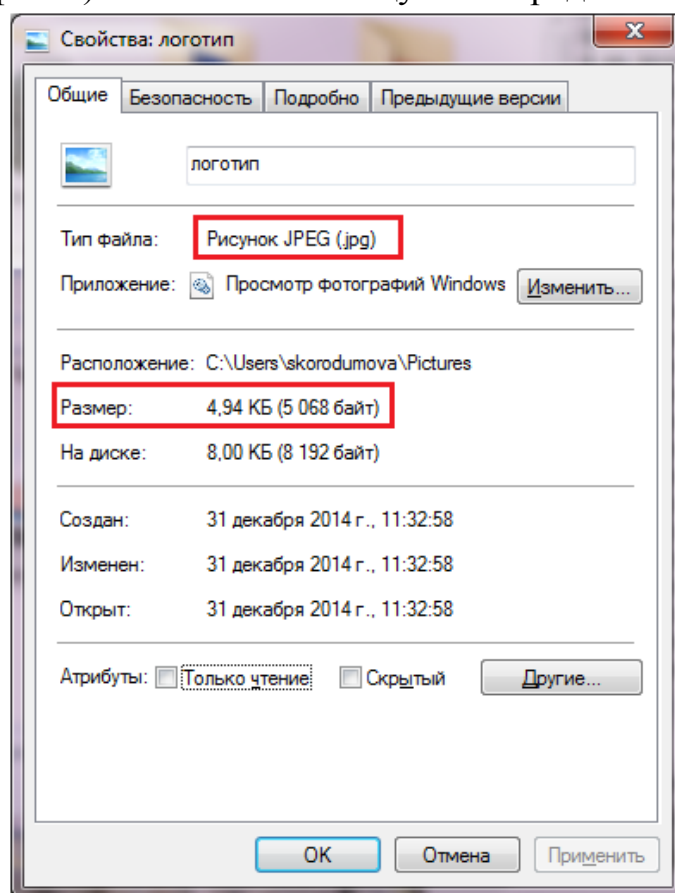 Свойства: логотип
Общие Безопасность Подробно Предыдущие версии
логотип
Тип файла: Рисунок JPEG (.jpg)
Приложение: Просмотр фотографий Windows Изменить...
Расположение: C:\Users\skorodumova\Pictures
Размер: 4,94 КБ (5 068 байт)
На диске: 8,00 КБ (8 192 байт)
Создан: 31 декабря 2014 г., 11:32:58
Изменен: 31 декабря 2014 г., 11:32:58
Открыт: 31 декабря 2014 г., 11:32:58
Атрибуты: Только чтение Скрытый Другие...
OK Отмена Применить